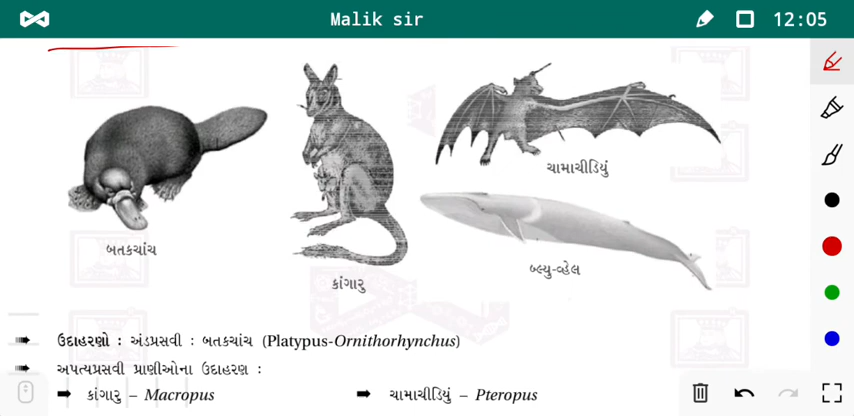 Malik sir
12:05
ચામાચીડિયું
બતકચાંચ
બ્લ્યુ-વ્હેલ
કાંગારુ
➠ ઉદાહરણો : અંડપ્રસવી : બતકચાંચ (Platypus-Ornithorhynchus)
➠ અપત્યપ્રસવી પ્રાણીઓના ઉદાહરણ :
➡ કાંગારુ – Macropus ➡ ચામાચીડિયું – Pteropus